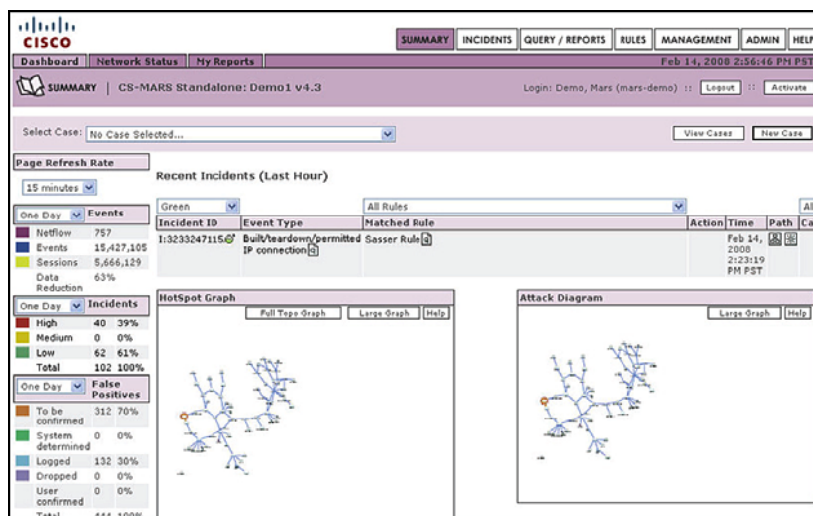 CISCO
SUMMARY INCIDENTS QUERY / REPORTS RULES MANAGEMENT ADMIN HELP
Dashboard Network Status My Reports Feb 14, 2008 2:56:46 PM PST
SUMMARY | CS-MARS Standalone: Demo1 v4.3 Login: Demo, Mars (mars-demo) :: Logout :: Activate
Select Case: No Case Selected... View Cases New Case
Page Refresh Rate
15 minutes
Recent Incidents (Last Hour)
Green All Rules
Incident ID Event Type Matched Rule Action Time Path
I:3233247115 Built/teardown/permitted IP connection Sasser Rule Feb 14, 2008 2:23:19 PM PST
One Day Events
Netflow 757
Events 15,427,105
Sessions 5,666,129
Data Reduction 63%
One Day Incidents
High 40 39%
Medium 0 0%
Low 62 61%
Total 102 100%
One Day False Positives
To be confirmed 312 70%
System determined 0 0%
Logged 132 30%
Dropped 0 0%
User confirmed 0 0%
Total 444 100%
HotSpot Graph
Full Topo Graph Large Graph Help
Attack Diagram
Large Graph Help